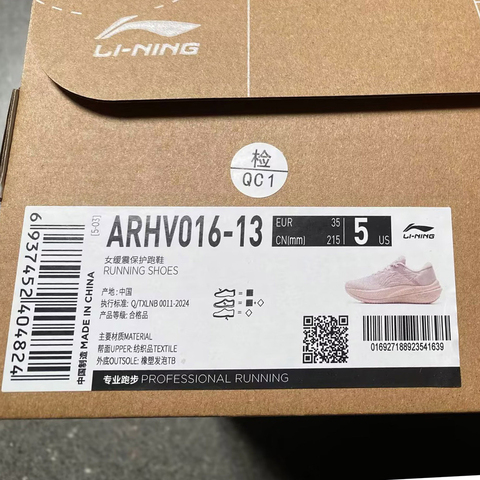 LI-NING
检
QC1
[S-03]
ARHV016-13
女缓震保护跑鞋
RUNNING SHOES
EUR 35
CN(mm) 215
5 US
LI-NING
产地: 中国
执行标准: Q/TXLNB 0011-2024
产品等级: 合格品
主要材质MATERIAL
帮面UPPER: 纺织品TEXTILE
外底OUTSOLE: 橡塑发泡TB
专业跑步 PROFESSIONAL RUNNING
016927188923541639
6937452404824
中国制造 MADE IN CHINA